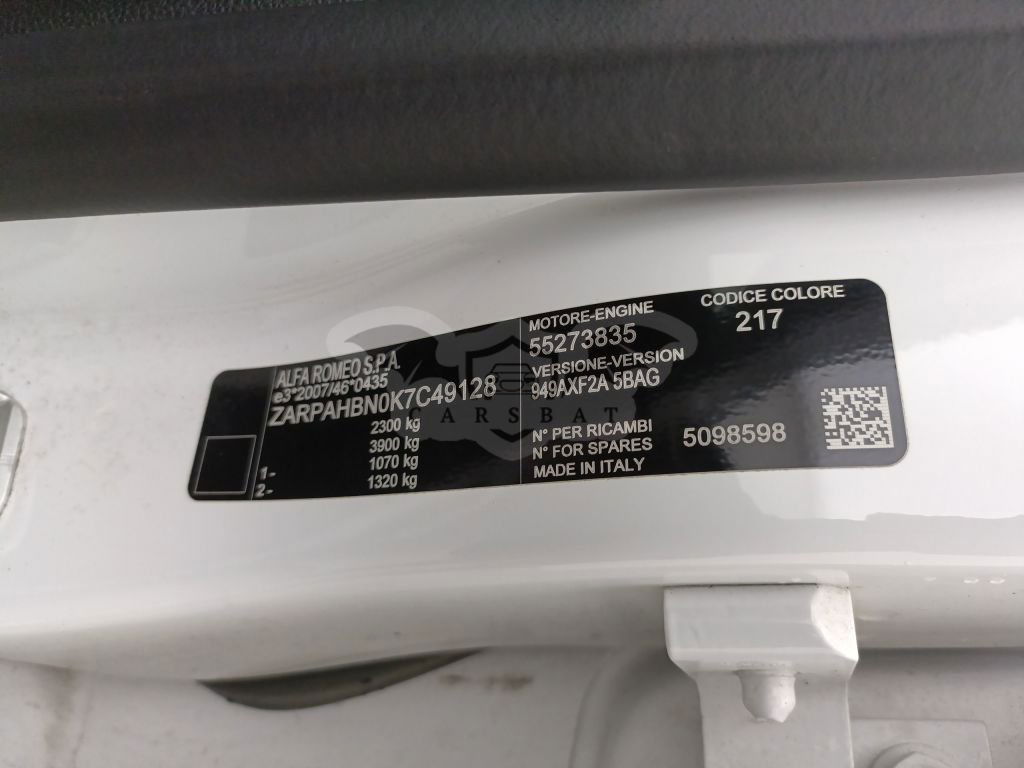 ALFA ROMEO S.P.A.
e3*2007/46*0435
ZARPAHBN0K7C49128
2300 kg
3900 kg
1- 1070 kg
2- 1320 kg
MOTORE-ENGINE
55273835
VERSIONE-VERSION
949AXF2A 5BAG
N° PER RICAMBI
N° FOR SPARES
MADE IN ITALY
5098598
CODICE COLORE
217
CARSBAT